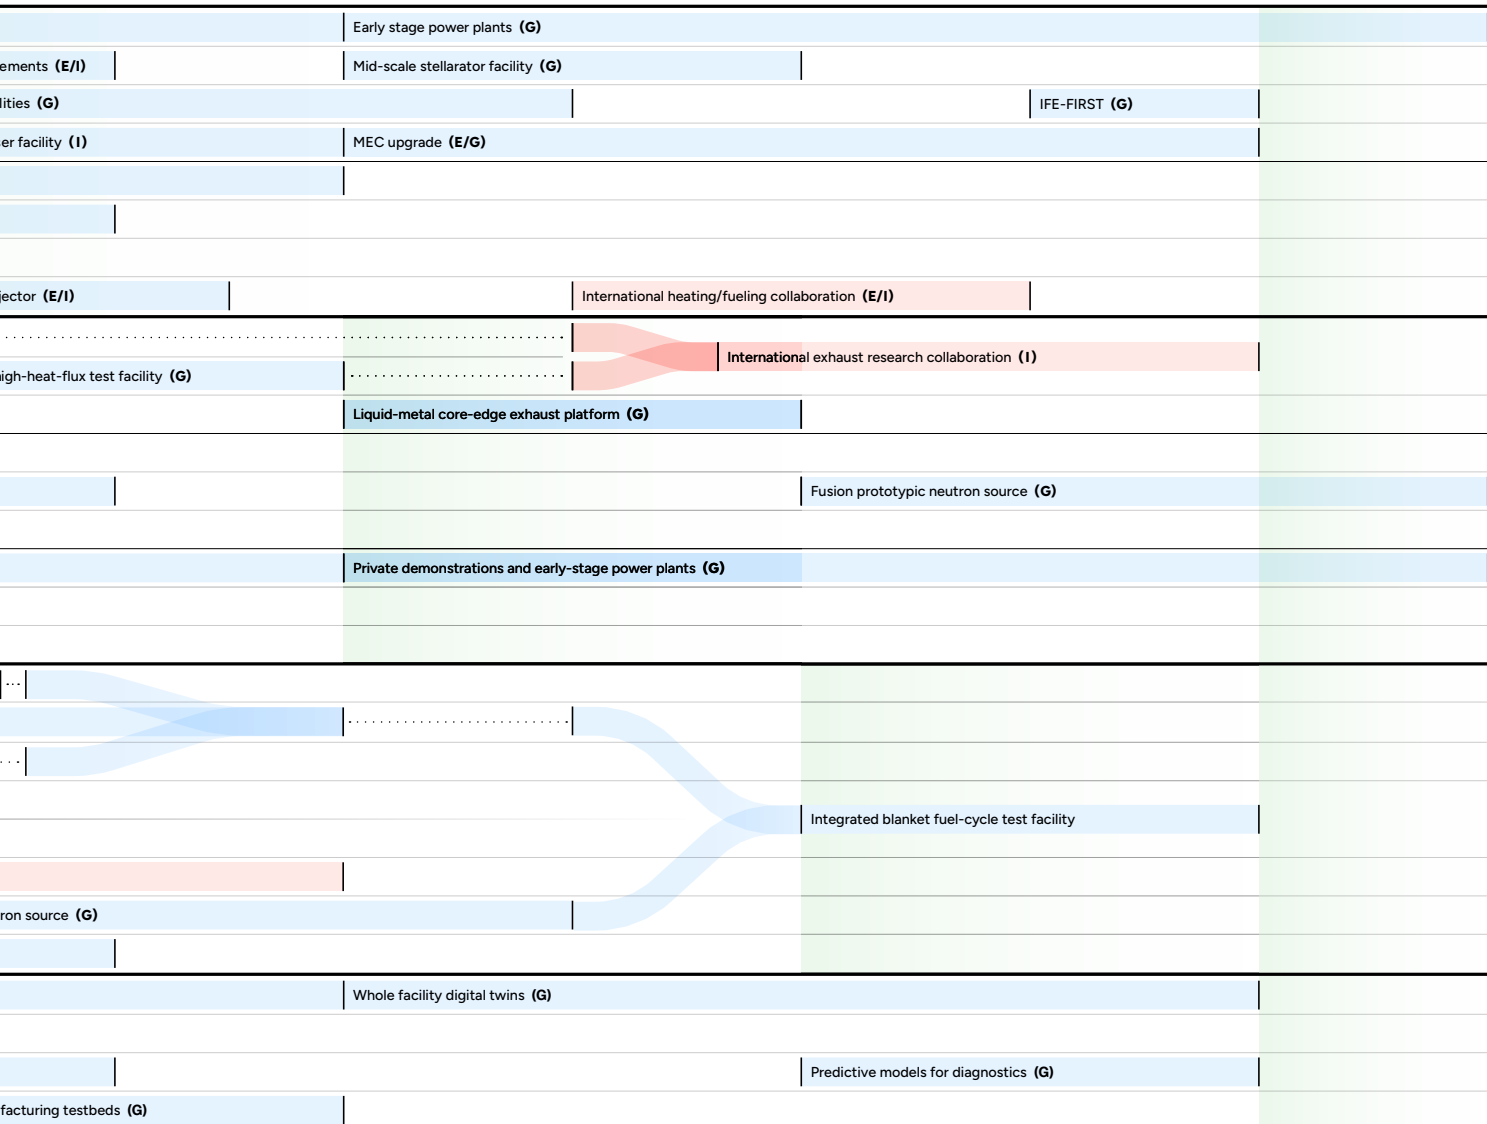 Early stage power plants (G)
ements (E/I)
Mid-scale stellarator facility (G)
lities (G)
IFE-FIRST (G)
er facility (I)
MEC upgrade (E/G)
jector (E/I)
International heating/fueling collaboration (E/I)
International exhaust research collaboration (I)
igh-heat-flux test facility (G)
Liquid-metal core-edge exhaust platform (G)
Fusion prototypic neutron source (G)
Private demonstrations and early-stage power plants (G)
Integrated blanket fuel-cycle test facility
ron source (G)
Whole facility digital twins (G)
Predictive models for diagnostics (G)
facturing testbeds (G)